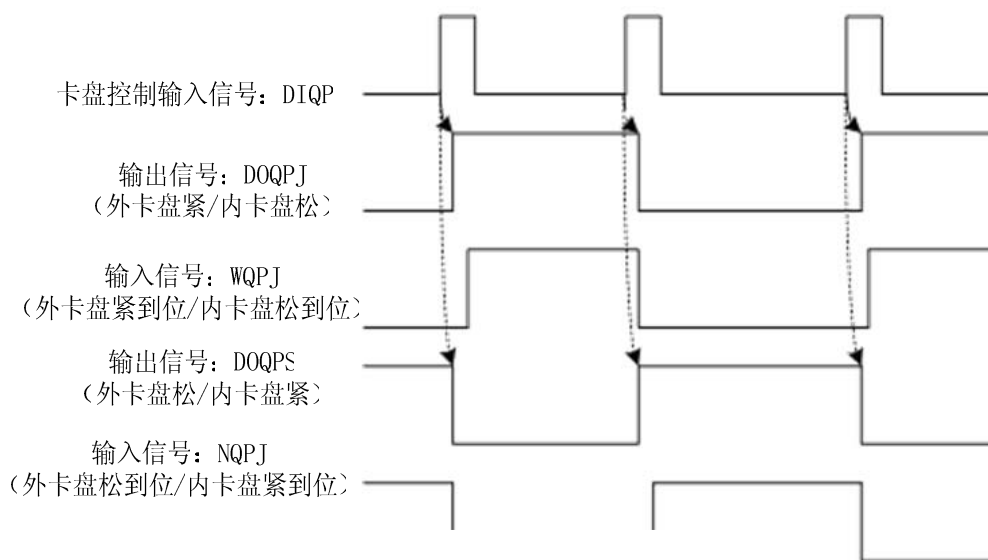 卡盘控制输入信号：DIQP
输出信号：DOQPJ
（外卡盘紧/内卡盘松）
输入信号：WQPJ
（外卡盘紧到位/内卡盘松到位）
输出信号：DOQPS
（外卡盘松/内卡盘紧）
输入信号：NQPJ
（外卡盘松到位/内卡盘紧到位）